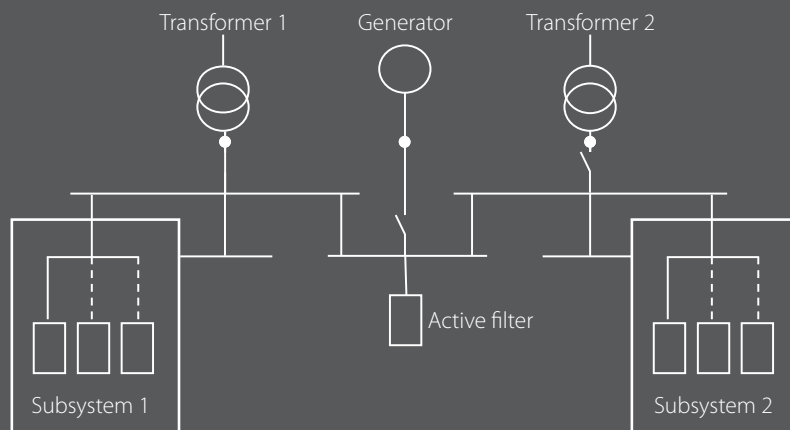 Transformer 1
Generator
Transformer 2
Active filter
Subsystem 1
Subsystem 2